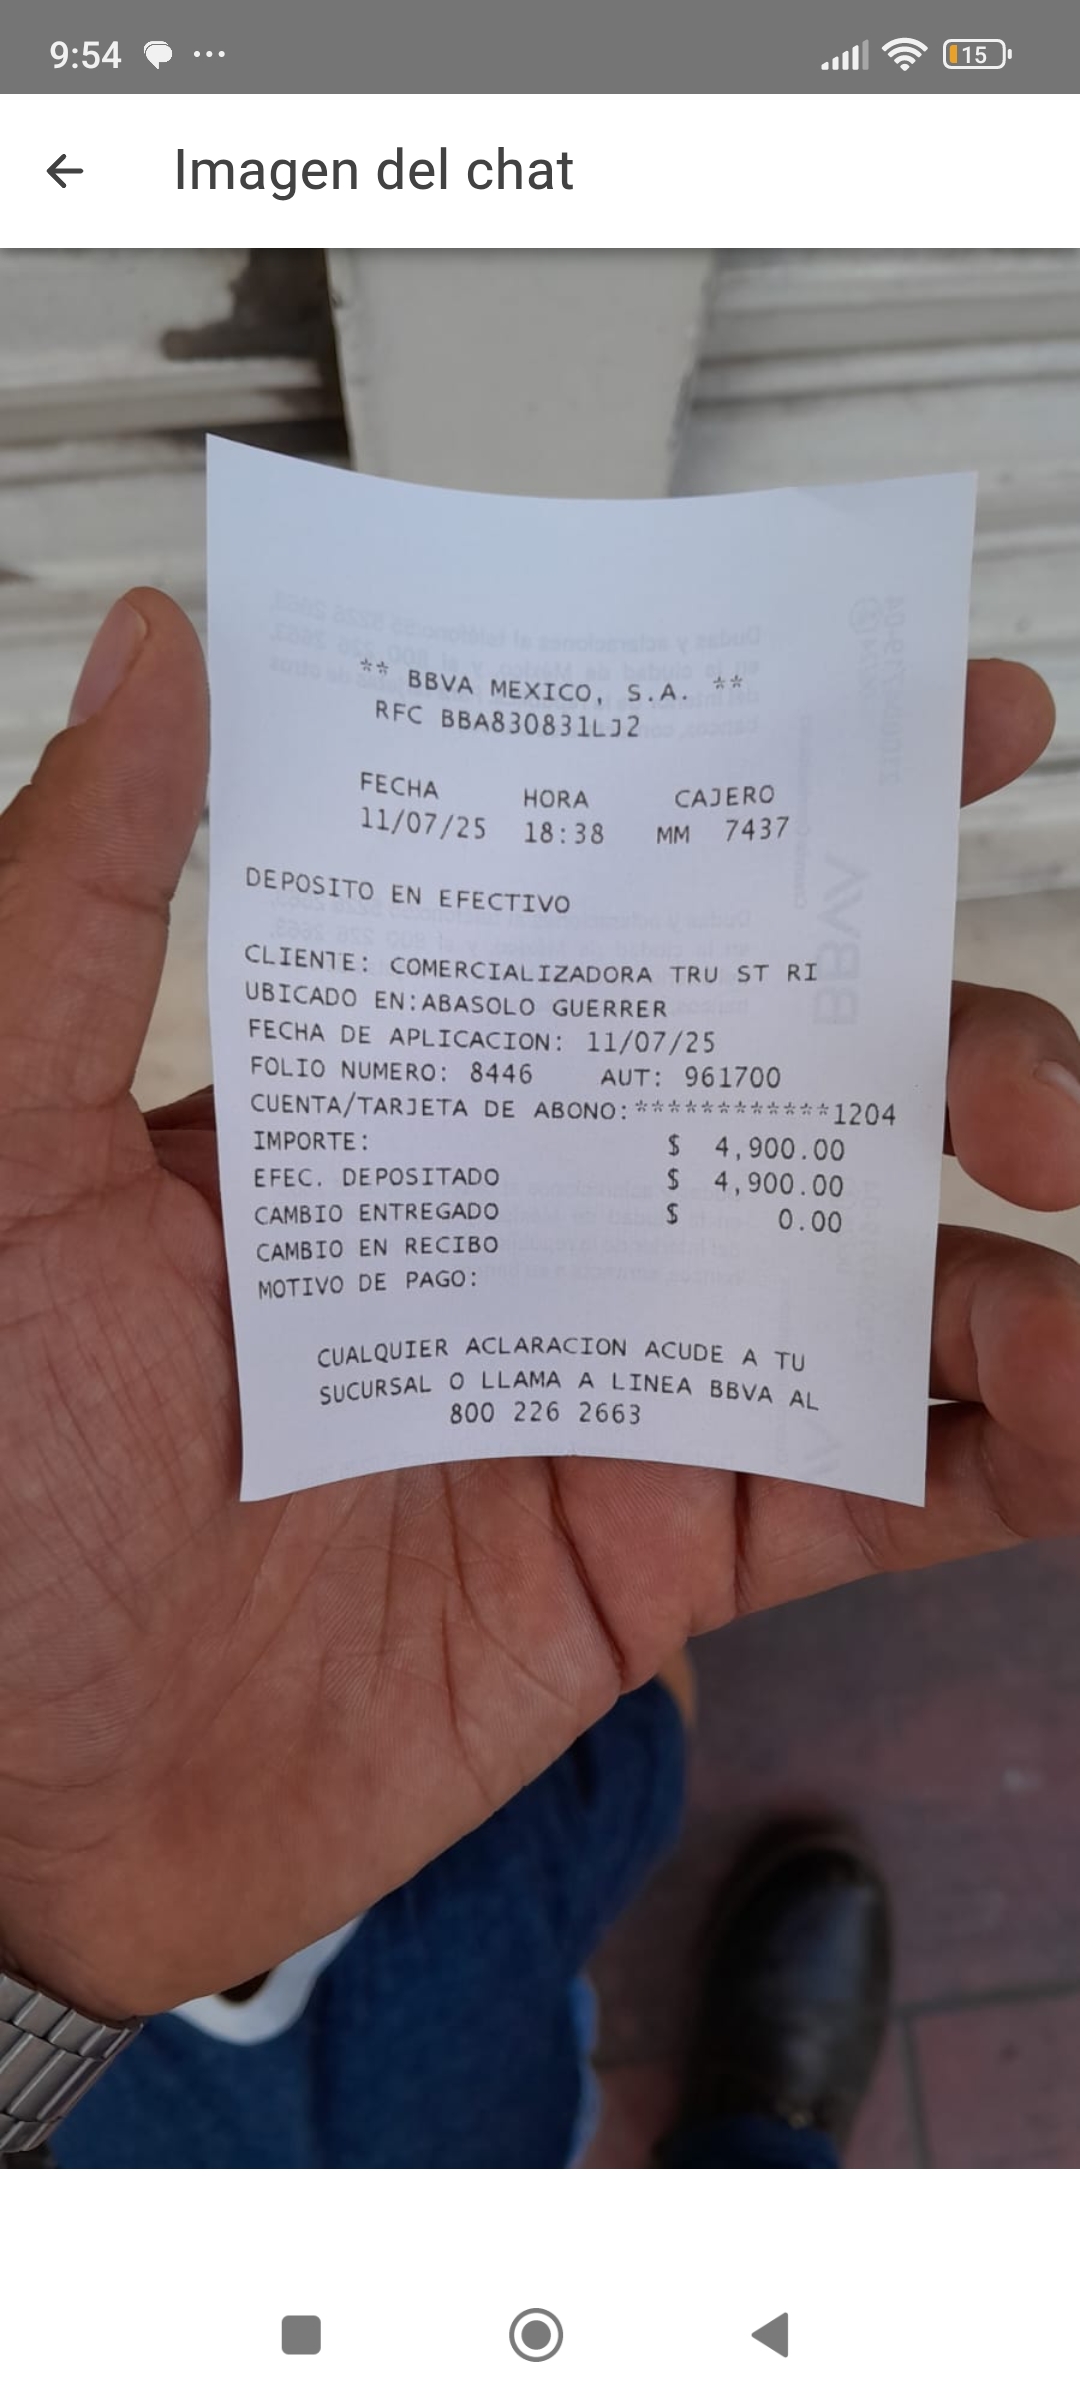 9:54
15
Imagen del chat
** BBVA MEXICO, S.A. **
RFC BBA830831LJ2
FECHA HORA CAJERO
11/07/25 18:38 MM 7437
DEPOSITO EN EFECTIVO
CLIENTE: COMERCIALIZADORA TRU ST RI
UBICADO EN:ABASOLO GUERRER
FECHA DE APLICACION: 11/07/25
FOLIO NUMERO: 8446 AUT: 961700
CUENTA/TARJETA DE ABONO:************1204
IMPORTE: $ 4,900.00
EFEC. DEPOSITADO $ 4,900.00
CAMBIO ENTREGADO $ 0.00
CAMBIO EN RECIBO
MOTIVO DE PAGO:
CUALQUIER ACLARACION ACUDE A TU
SUCURSAL O LLAMA A LINEA BBVA AL
800 226 2663
BBVA